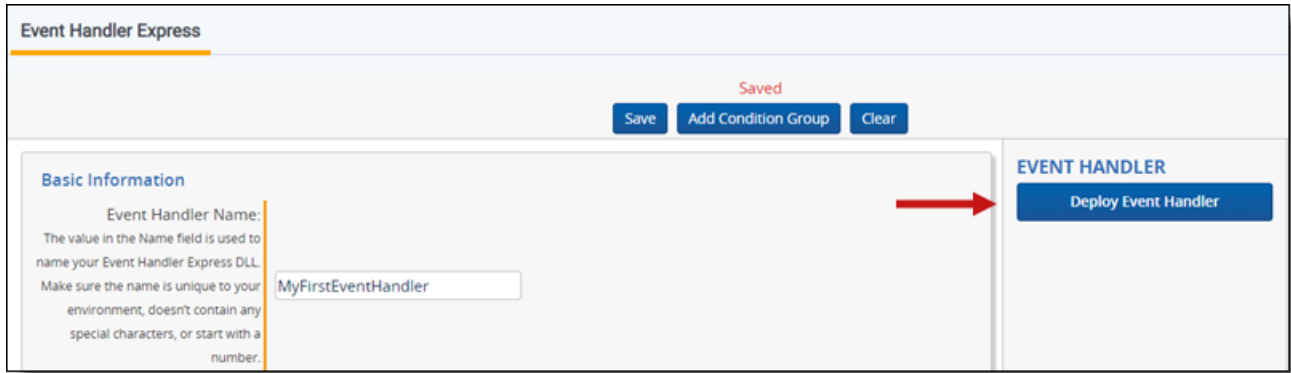 Event Handler Express
Saved
Save Add Condition Group Clear
Basic Information
Event Handler Name:
The value in the Name field is used to
name your Event Handler Express DLL.
Make sure the name is unique to your
environment, doesn't contain any
special characters, or start with a
number.
MyFirstEventHandler
EVENT HANDLER
Deploy Event Handler